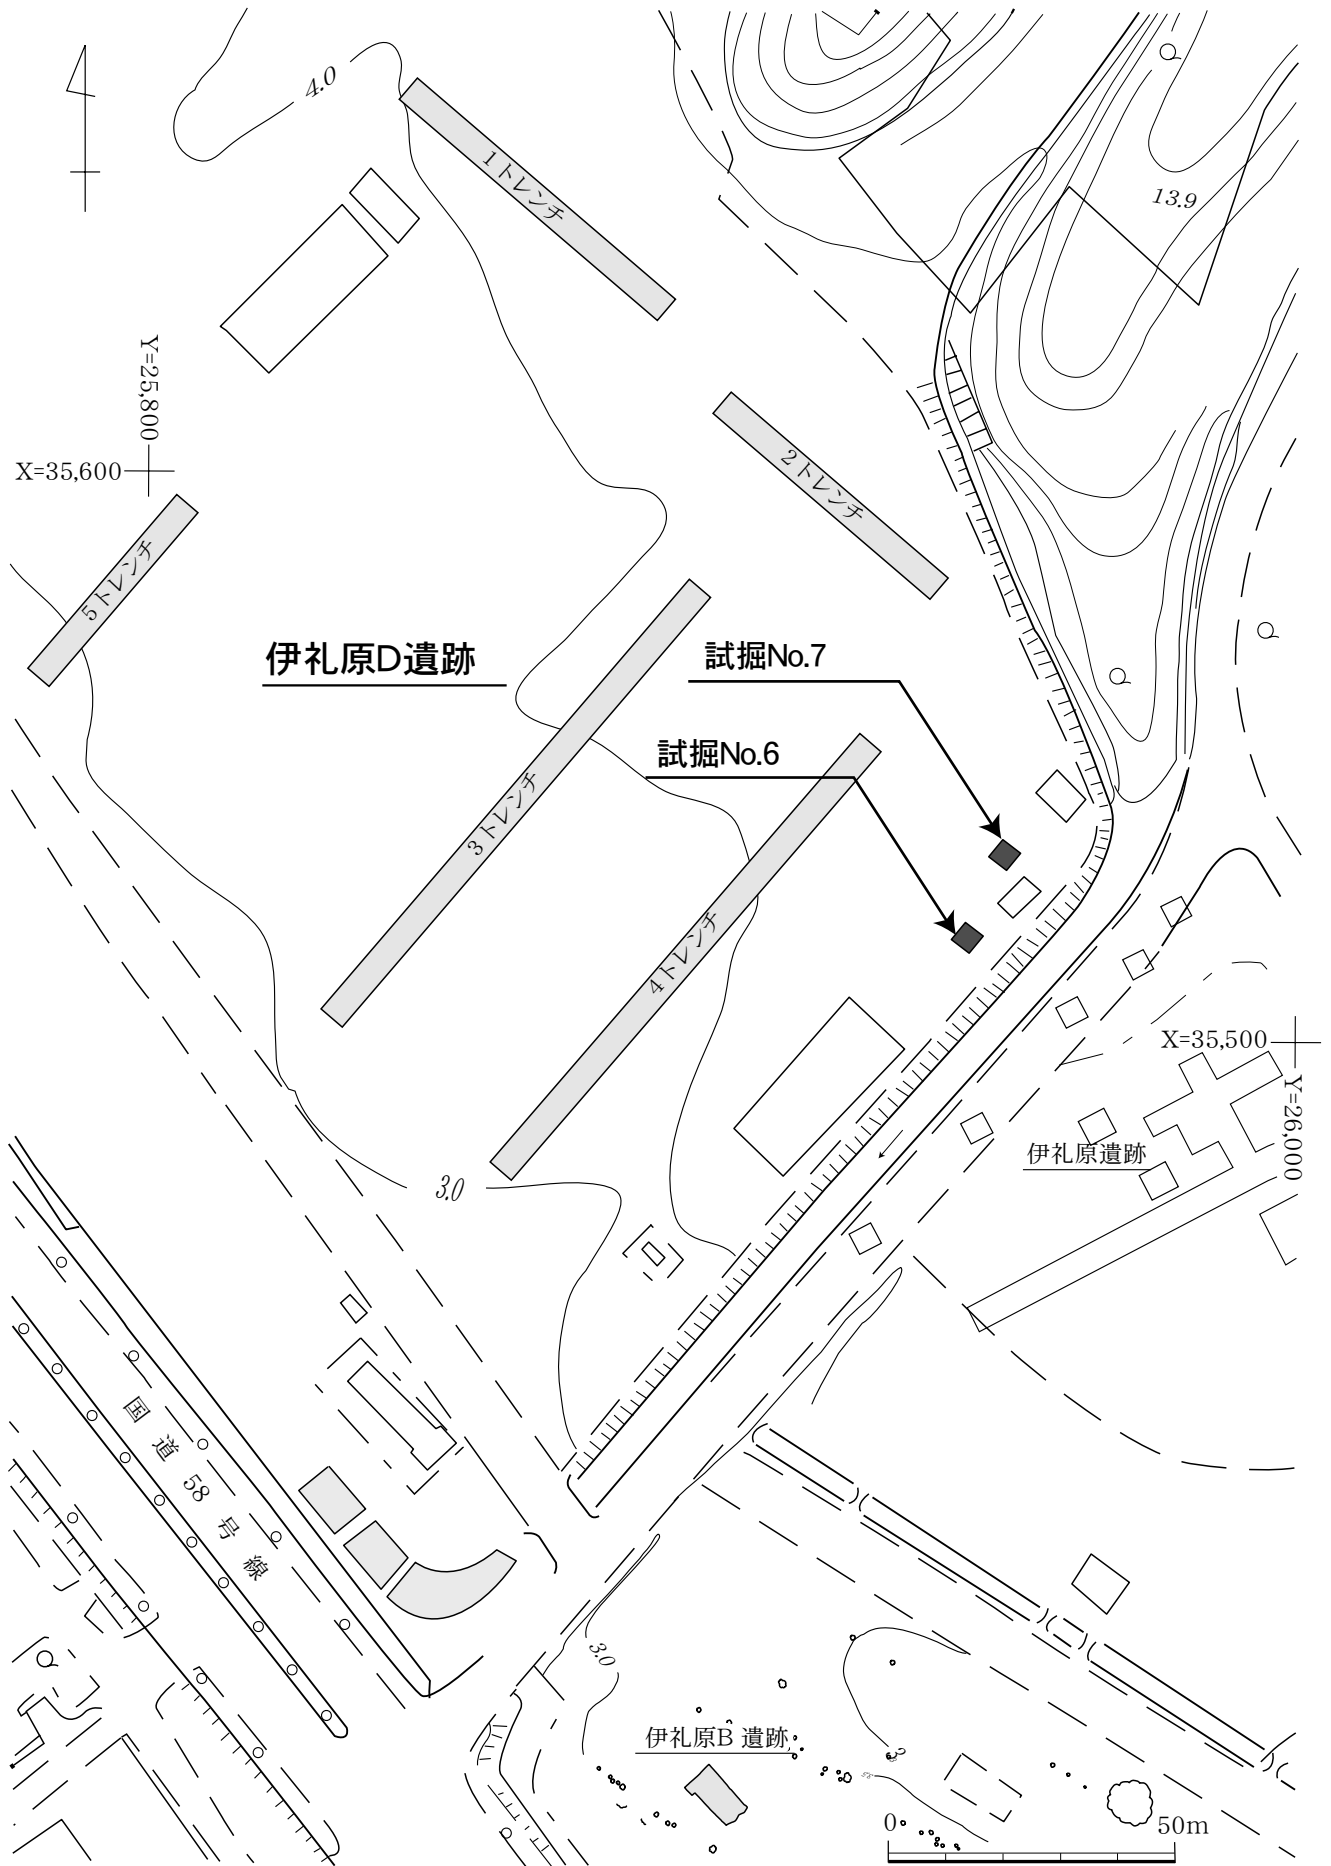 4.0
1トレンチ
13.9
Y=25,800
X=35,600
2トレンチ
5トレンチ
伊礼原D遺跡
試掘No.7
試掘No.6
3トレンチ
4トレンチ
X=35,500
Y=26,000
伊礼原遺跡
3.0
国道58号線
3.0
伊礼原B 遺跡
3
0
50m